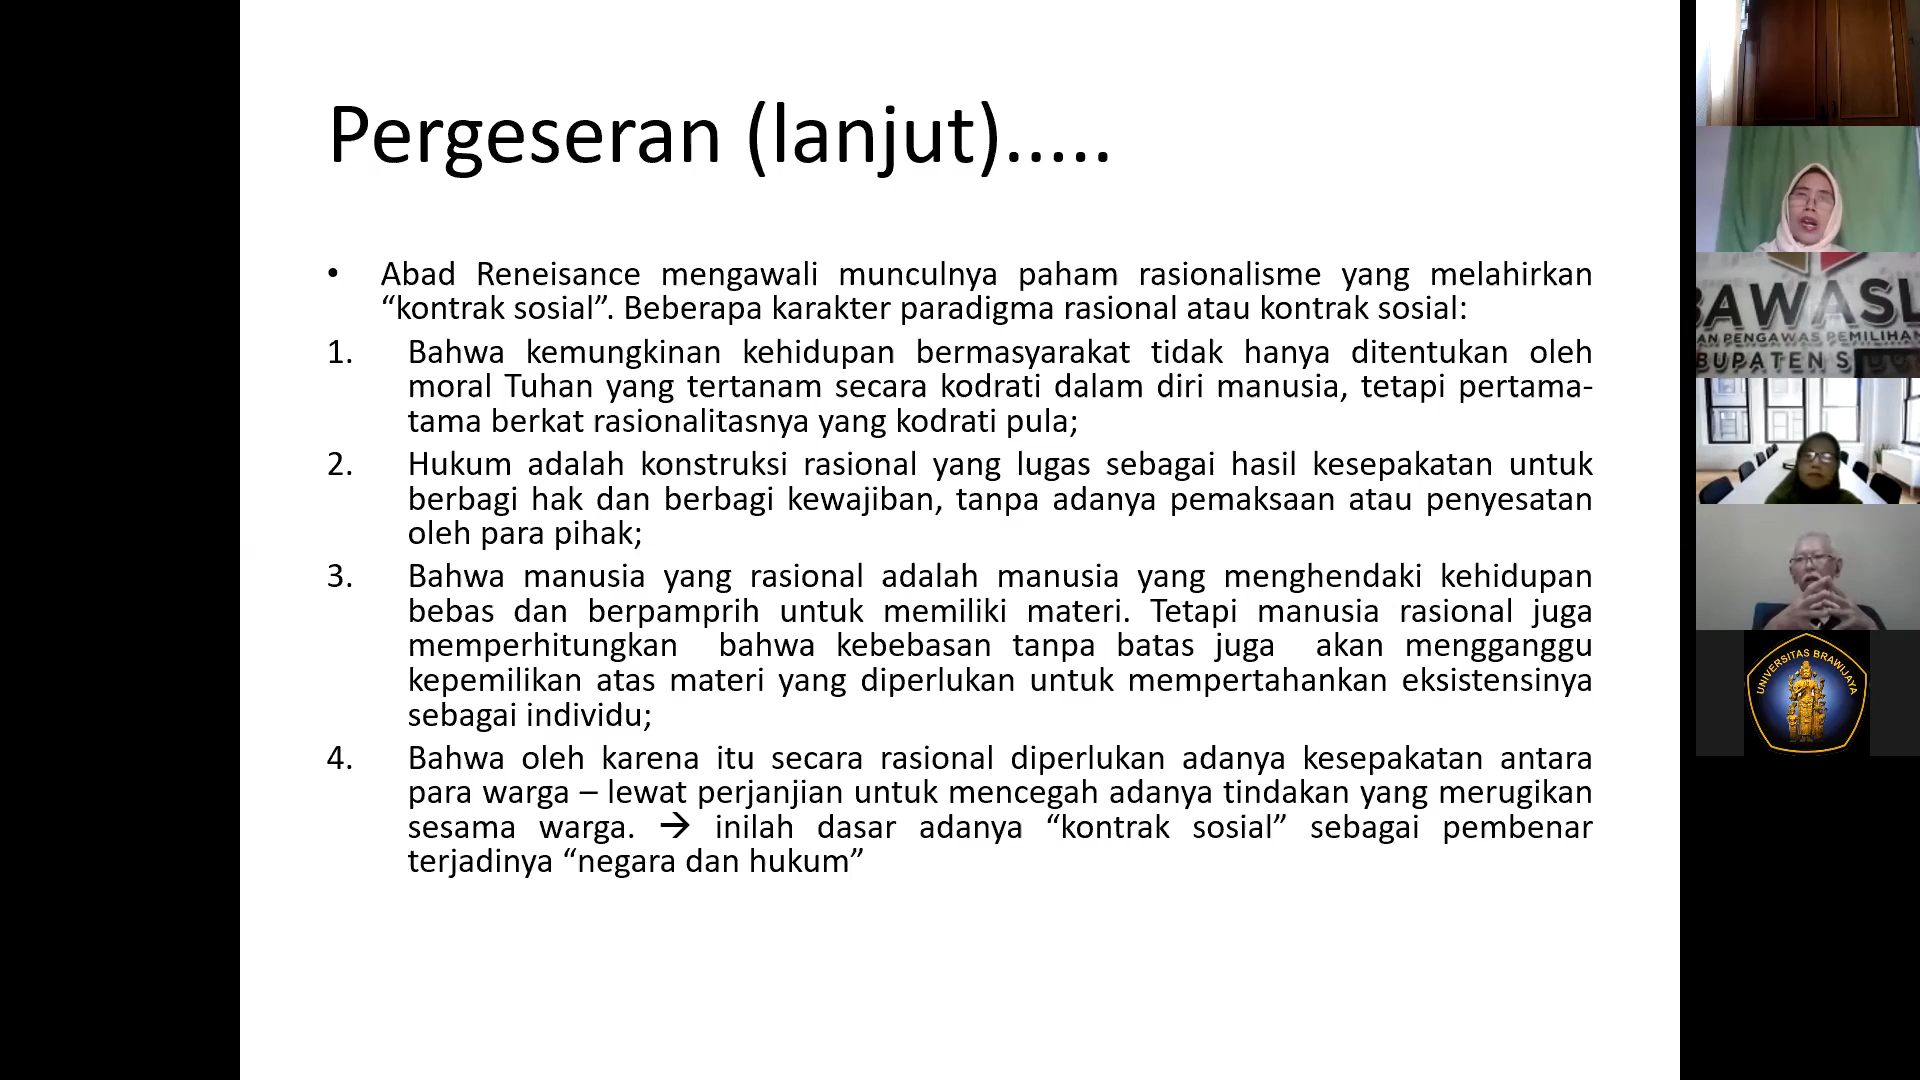 Pergeseran (lanjut).....
• Abad Reneisance mengawali munculnya paham rasionalisme yang melahirkan
“kontrak sosial”. Beberapa karakter paradigma rasional atau kontrak sosial:
1. Bahwa kemungkinan kehidupan bermasyarakat tidak hanya ditentukan oleh
moral Tuhan yang tertanam secara kodrati dalam diri manusia, tetapi pertama-
tama berkat rasionalitasnya yang kodrati pula;
2. Hukum adalah konstruksi rasional yang lugas sebagai hasil kesepakatan untuk
berbagi hak dan berbagi kewajiban, tanpa adanya pemaksaan atau penyesatan
oleh para pihak;
3. Bahwa manusia yang rasional adalah manusia yang menghendaki kehidupan
bebas dan berpamprih untuk memiliki materi. Tetapi manusia rasional juga
memperhitungkan bahwa kebebasan tanpa batas juga akan mengganggu
kepemilikan atas materi yang diperlukan untuk mempertahankan eksistensinya
sebagai individu;
4. Bahwa oleh karena itu secara rasional diperlukan adanya kesepakatan antara
para warga – lewat perjanjian untuk mencegah adanya tindakan yang merugikan
sesama warga. → inilah dasar adanya “kontrak sosial” sebagai pembenar
terjadinya “negara dan hukum”
BAWASL
AN PENGAWAS PEMILIHAN
BUPATEN S
UNIVERSITAS BRAWIJAYA